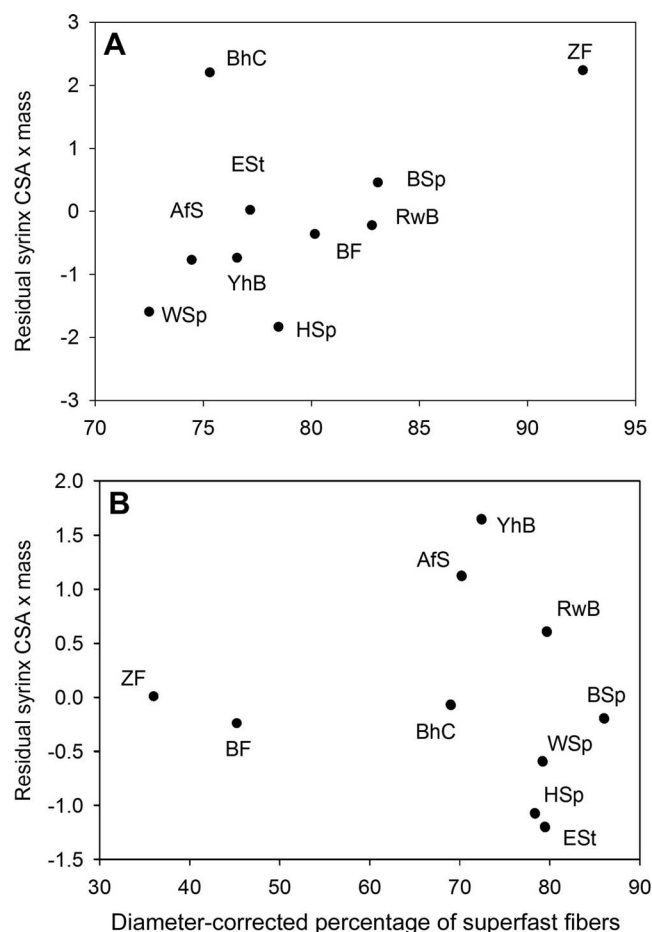 A
BhC
ZF
ESt
BSp
AfS
RwB
BF
YhB
WSp
HSp
Residual syrinx CSA x mass
3
2
1
0
-1
-2
-3
70 75 80 85 90 95
B
YhB
AfS
RwB
ZF
BSp
BF
BhC
WSp
HSp
ESt
Residual syrinx CSA x mass
2.0
1.5
1.0
0.5
0.0
-0.5
-1.0
-1.5
30 40 50 60 70 80 90
Diameter-corrected percentage of superfast fibers